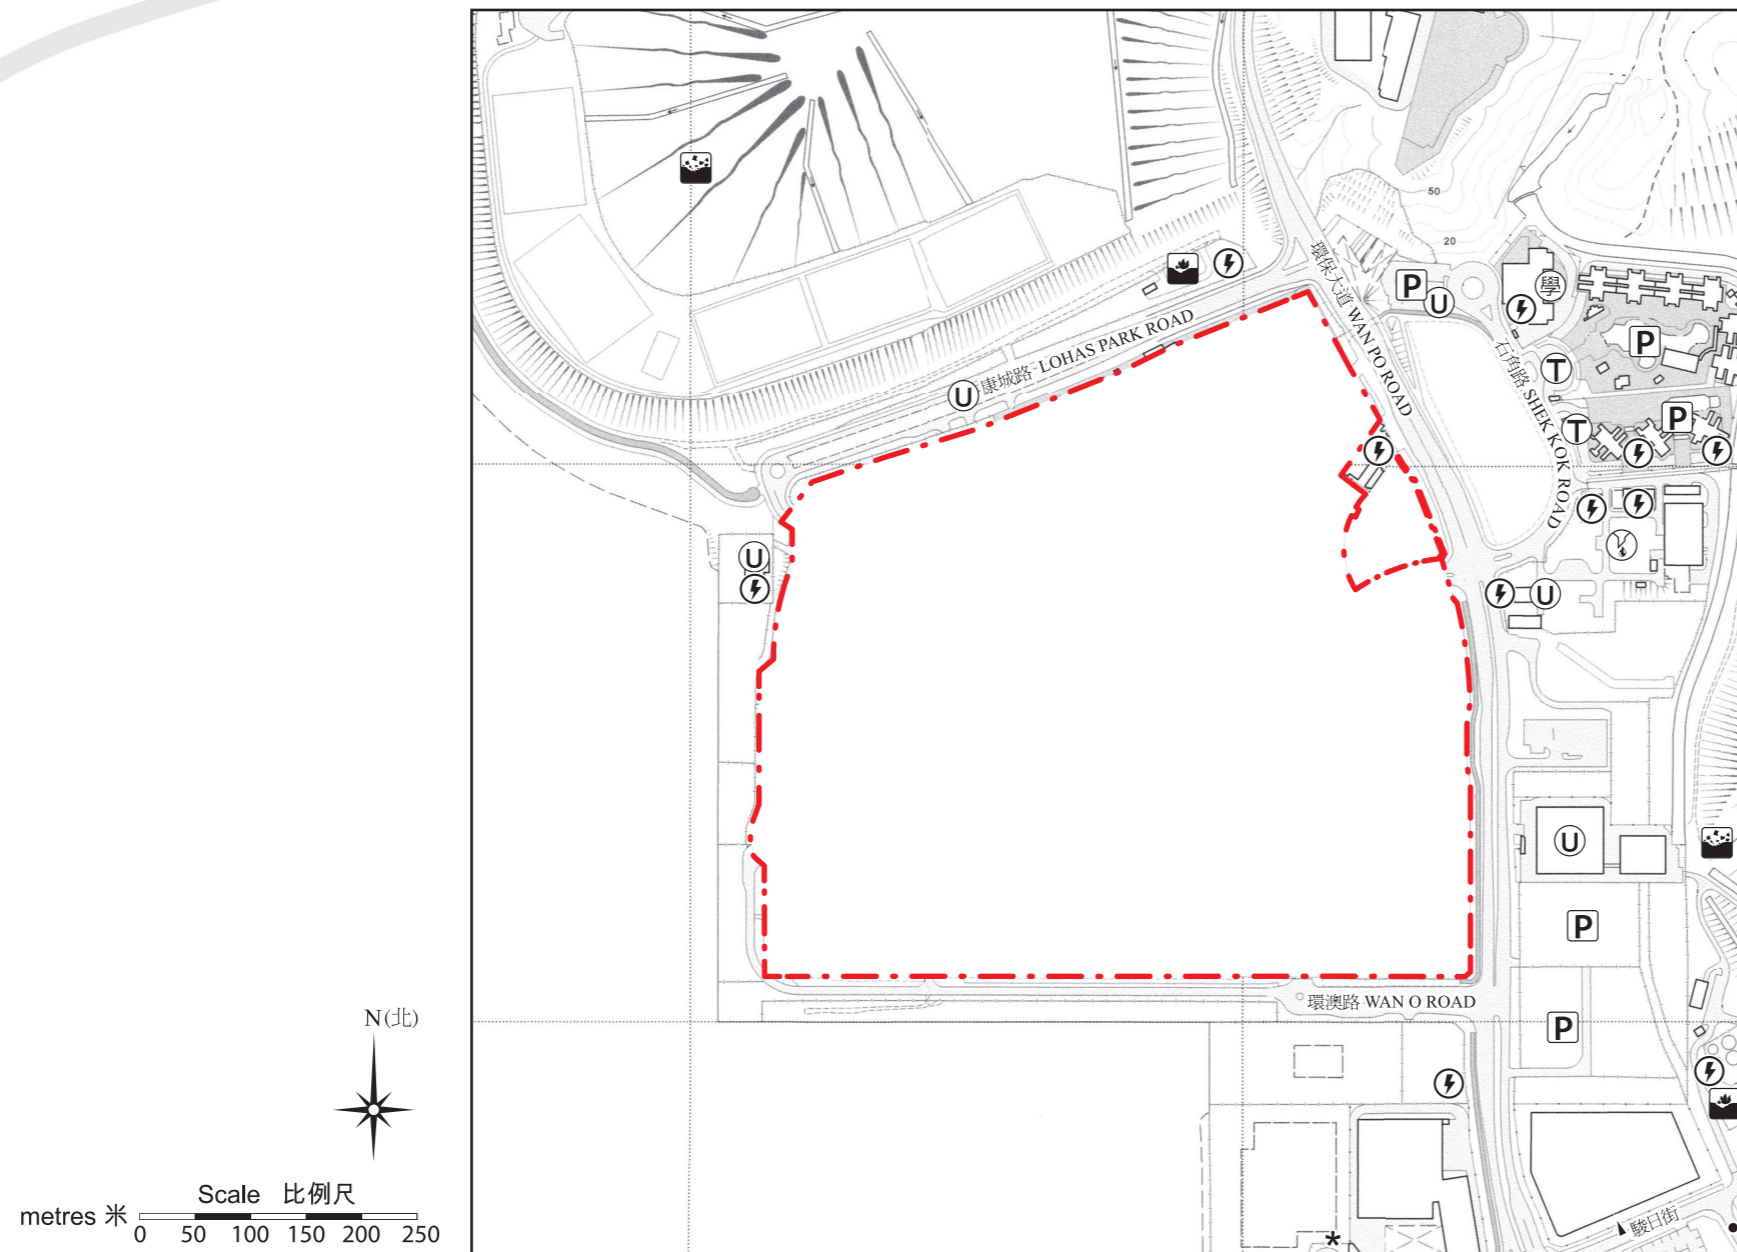 50
20
環保大道 WAN PO ROAD
P
U
學
P
康城路 LOHAS PARK ROAD
石角路 SHEK KOK ROAD
T
U
P
T
U
U
U
P
環澳路 WAN O ROAD
P
N(北)
Scale 比例尺
metres 米
0 50 100 150 200 250
駿日街
*